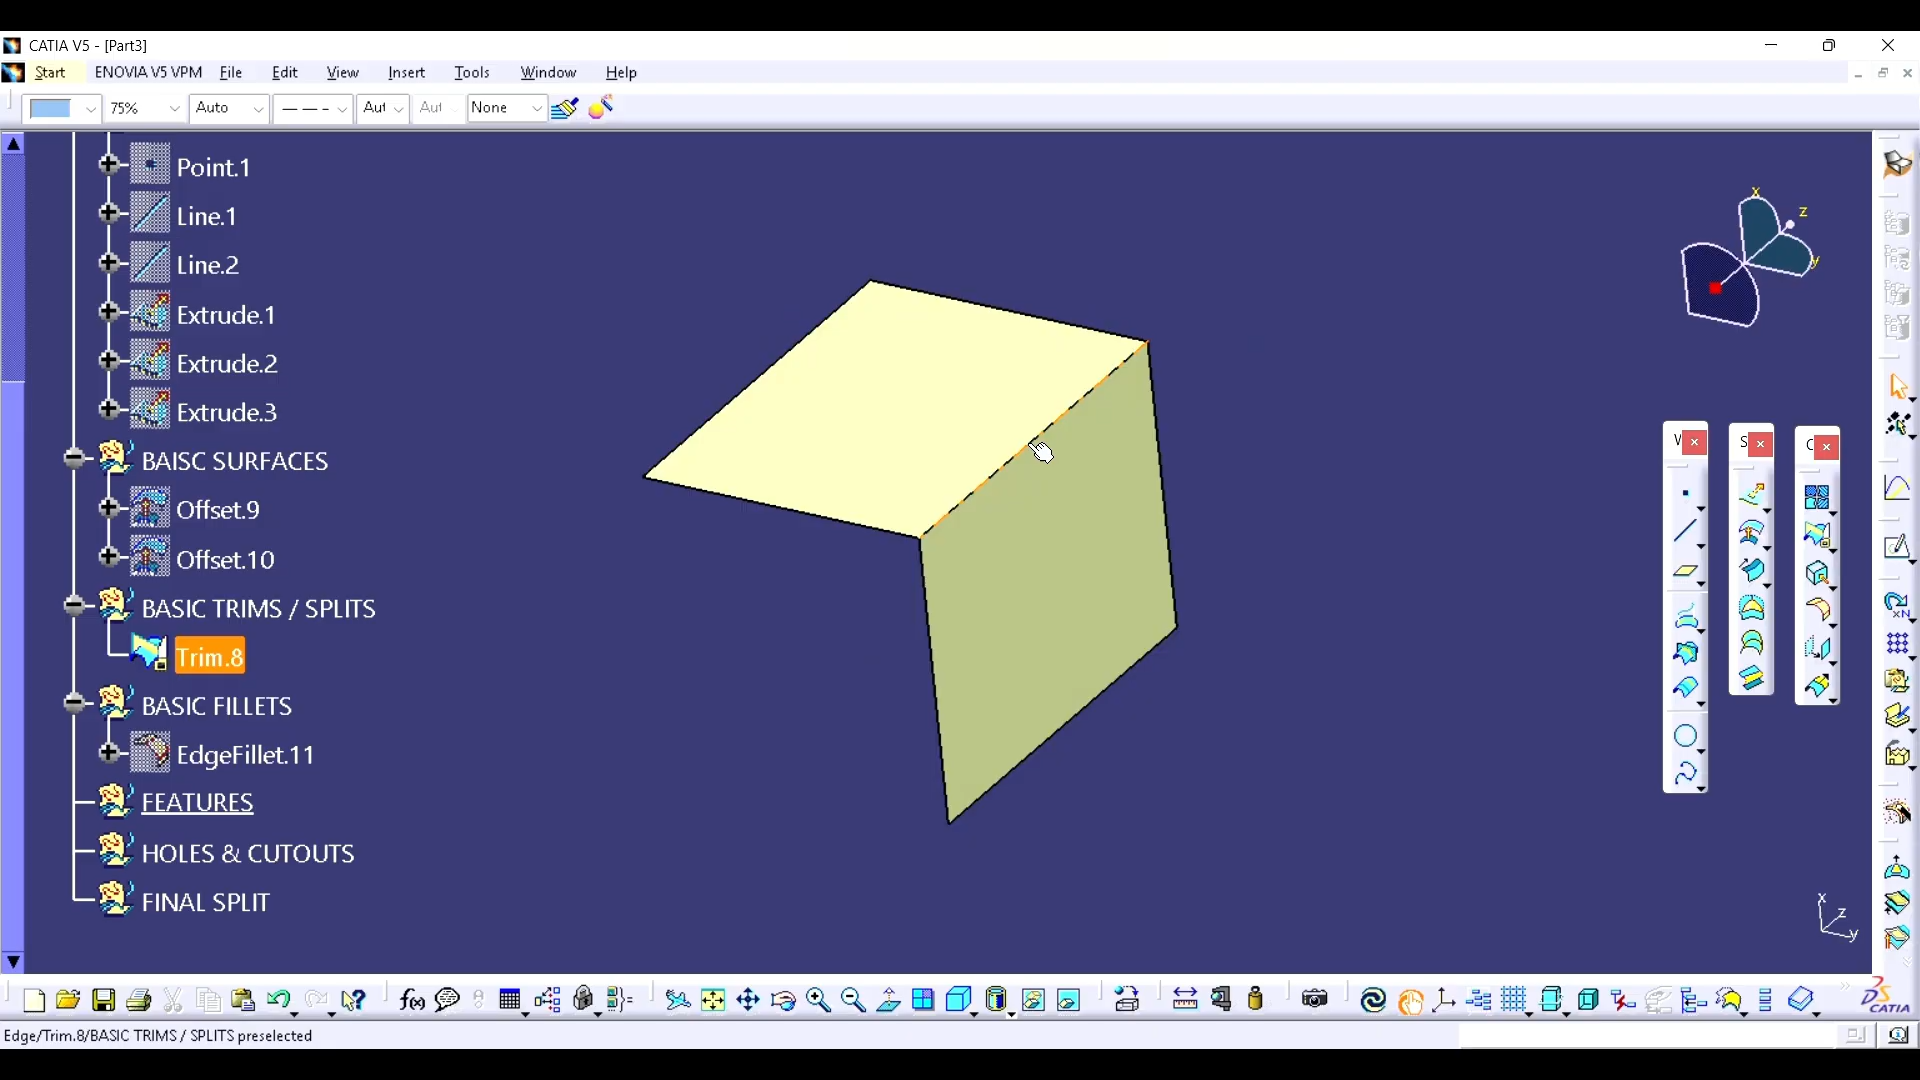 CATIA V5 - [Part3]
Start ENOVIA V5 VPM File Edit View Insert Tools Window Help
75% Auto Aut Aut None
Point.1
Line.1
Line.2
Extrude.1
Extrude.2
Extrude.3
BAISC SURFACES
Offset.9
Offset.10
BASIC TRIMS / SPLITS
Trim.8
BASIC FILLETS
EdgeFillet.11
FEATURES
HOLES & CUTOUTS
FINAL SPLIT
x
z
y
V S C
x
z
y
f(x)
CATIA
Edge/Trim.8/BASIC TRIMS / SPLITS preselected